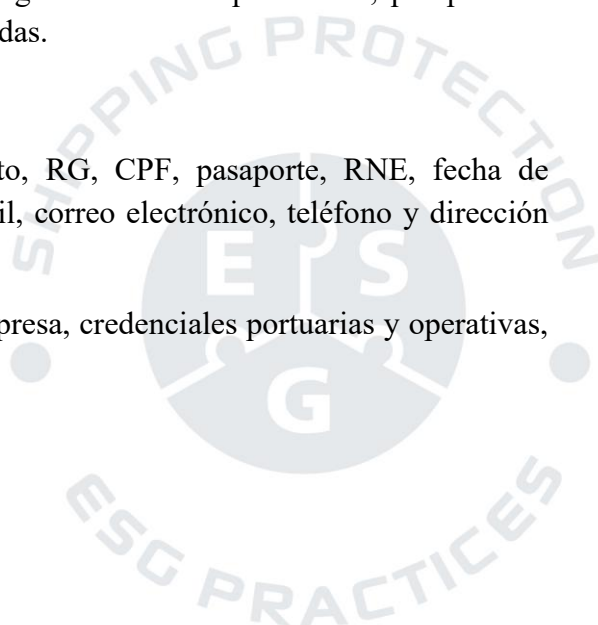 das.
SHIPPING PROTECTION
to, RG, CPF, pasaporte, RNE, fecha de
il, correo electrónico, teléfono y dirección
E S
G
presa, credenciales portuarias y operativas,
ESG PRACTICES